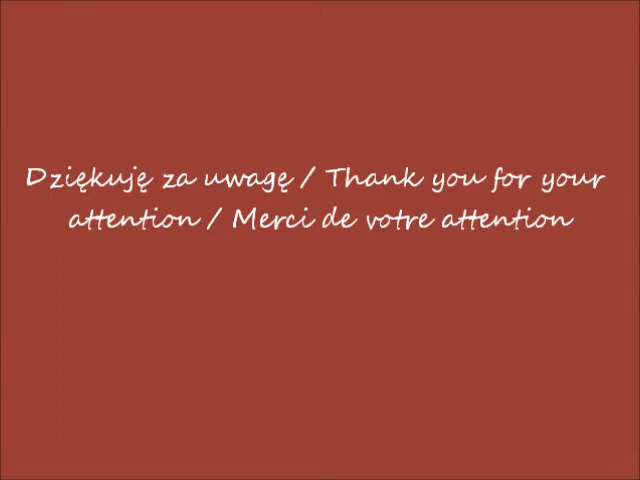 Dziękuję za uwagę / Thank you for your
attention / Merci de votre attention